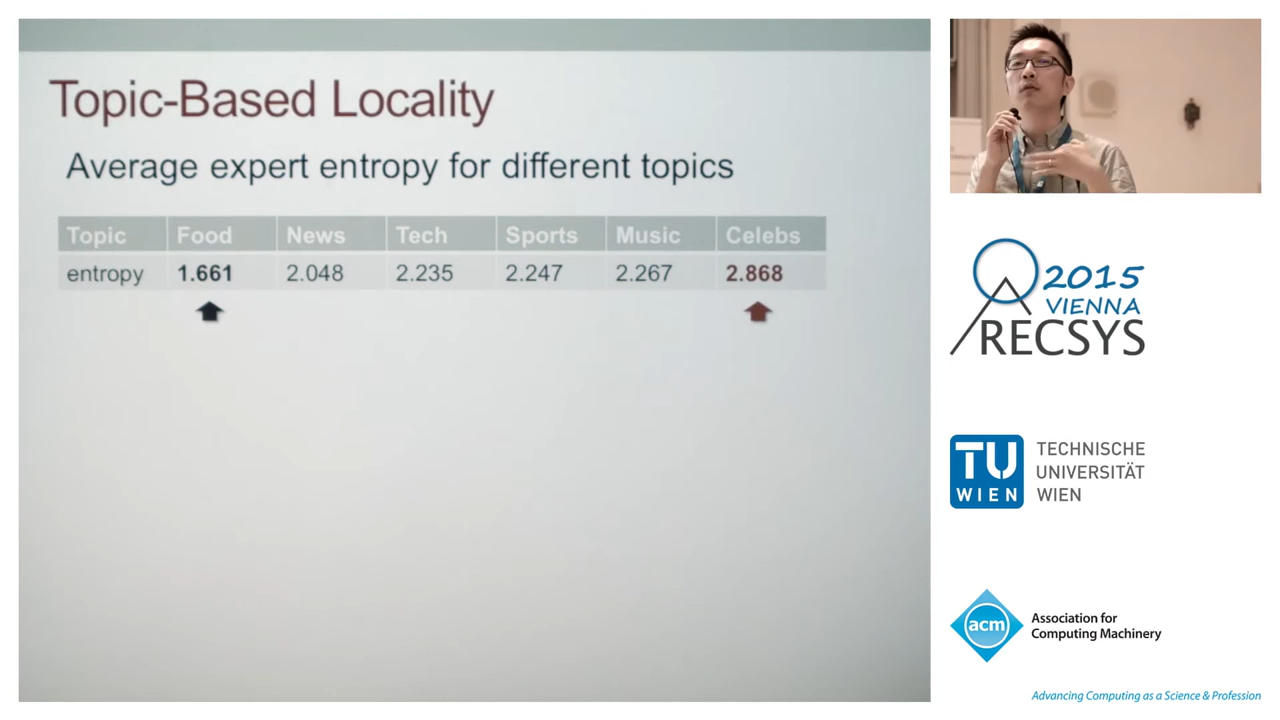 Topic-Based Locality
Average expert entropy for different topics
Topic Food News Tech Sports Music Celebs
entropy 1.661 2.048 2.235 2.247 2.267 2.868
2015
VIENNA
RECSYS
TU
WIEN
TECHNISCHE
UNIVERSITÄT
WIEN
acm
Association for
Computing Machinery
Advancing Computing as a Science & Profession